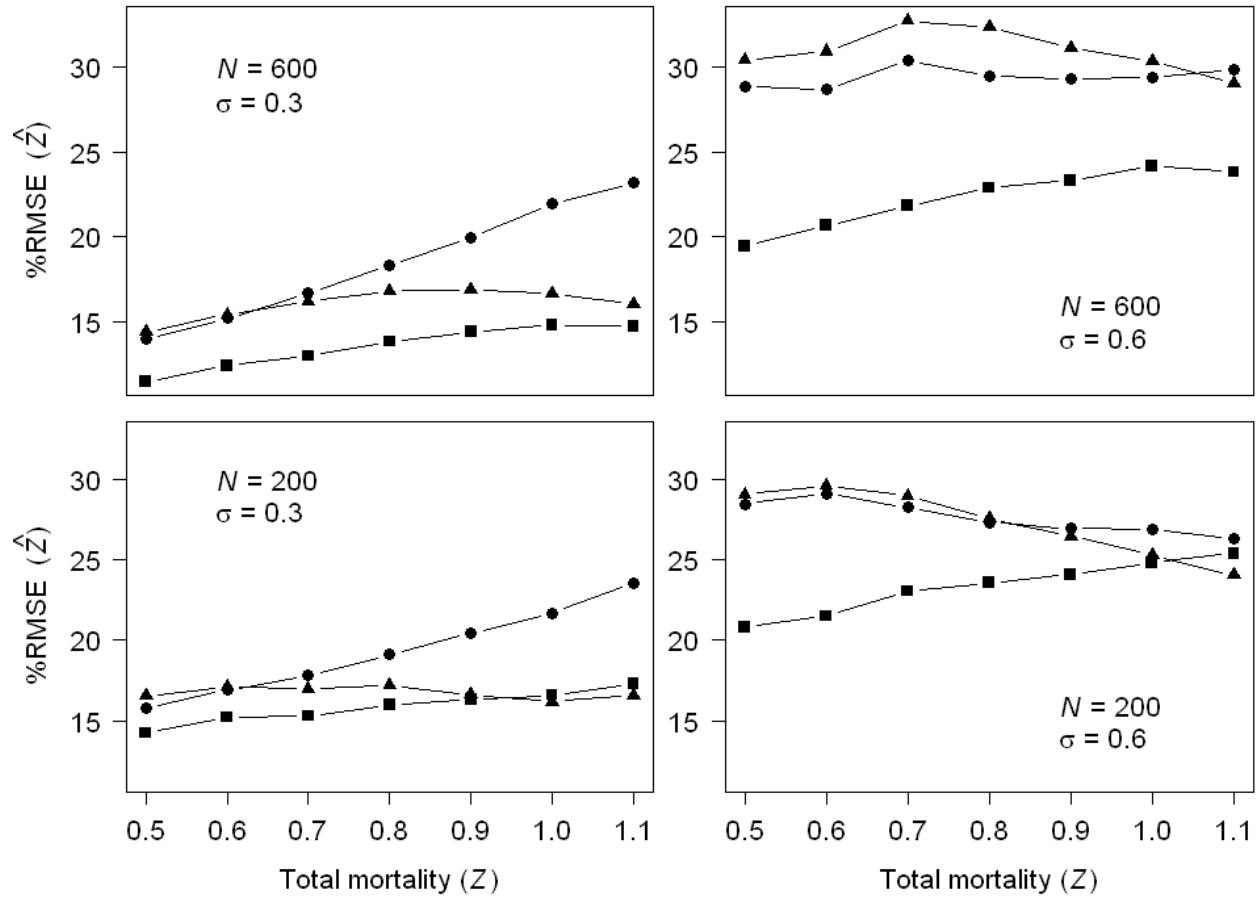 %RMSE (Ẑ)
30
25
20
15
N = 600
σ = 0.3
30
25
20
15
N = 600
σ = 0.6
%RMSE (Ẑ)
30
25
20
15
N = 200
σ = 0.3
0.5 0.6 0.7 0.8 0.9 1.0 1.1
Total mortality (Z)
30
25
20
15
N = 200
σ = 0.6
0.5 0.6 0.7 0.8 0.9 1.0 1.1
Total mortality (Z)